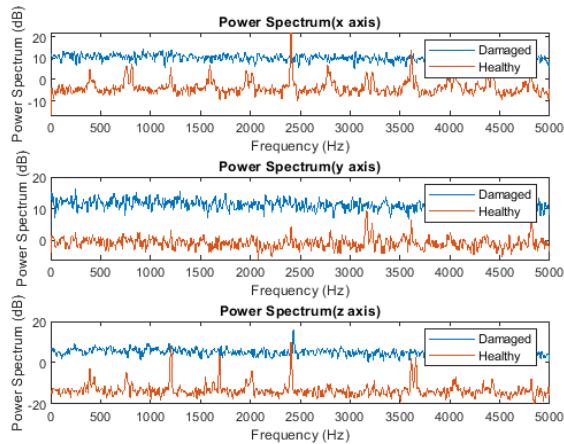 Power Spectrum(x axis)
Power Spectrum (dB)
20
10
0
-10
Damaged
Healthy
0 500 1000 1500 2000 2500 3000 3500 4000 4500 5000
Frequency (Hz)
Power Spectrum(y axis)
Power Spectrum (dB)
20
10
0
Damaged
Healthy
0 500 1000 1500 2000 2500 3000 3500 4000 4500 5000
Frequency (Hz)
Power Spectrum(z axis)
Power Spectrum (dB)
20
0
-20
Damaged
Healthy
0 500 1000 1500 2000 2500 3000 3500 4000 4500 5000
Frequency (Hz)